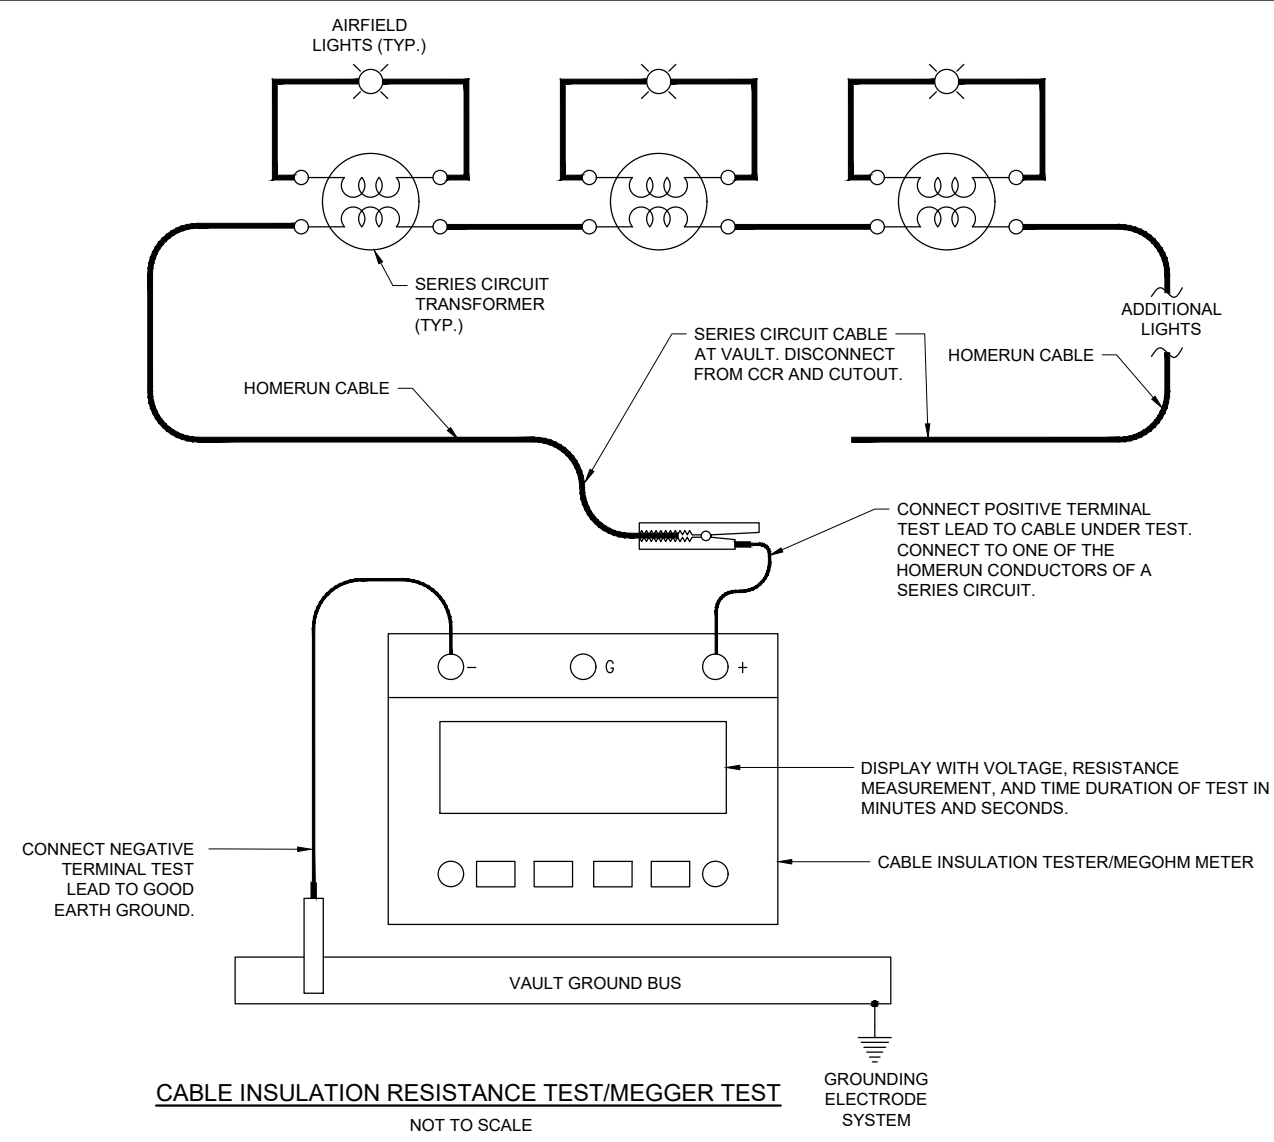 AIRFIELD
LIGHTS (TYP.)
SERIES CIRCUIT
TRANSFORMER
(TYP.)
ADDITIONAL
LIGHTS
SERIES CIRCUIT CABLE
AT VAULT. DISCONNECT
FROM CCR AND CUTOUT.
HOMERUN CABLE
HOMERUN CABLE
CONNECT POSITIVE TERMINAL
TEST LEAD TO CABLE UNDER TEST.
CONNECT TO ONE OF THE
HOMERUN CONDUCTORS OF A
SERIES CIRCUIT.
- G +
DISPLAY WITH VOLTAGE, RESISTANCE
MEASUREMENT, AND TIME DURATION OF TEST IN
MINUTES AND SECONDS.
CONNECT NEGATIVE
TERMINAL TEST
LEAD TO GOOD
EARTH GROUND.
CABLE INSULATION TESTER/MEGOHM METER
VAULT GROUND BUS
GROUNDING
ELECTRODE
SYSTEM
CABLE INSULATION RESISTANCE TEST/MEGGER TEST
NOT TO SCALE